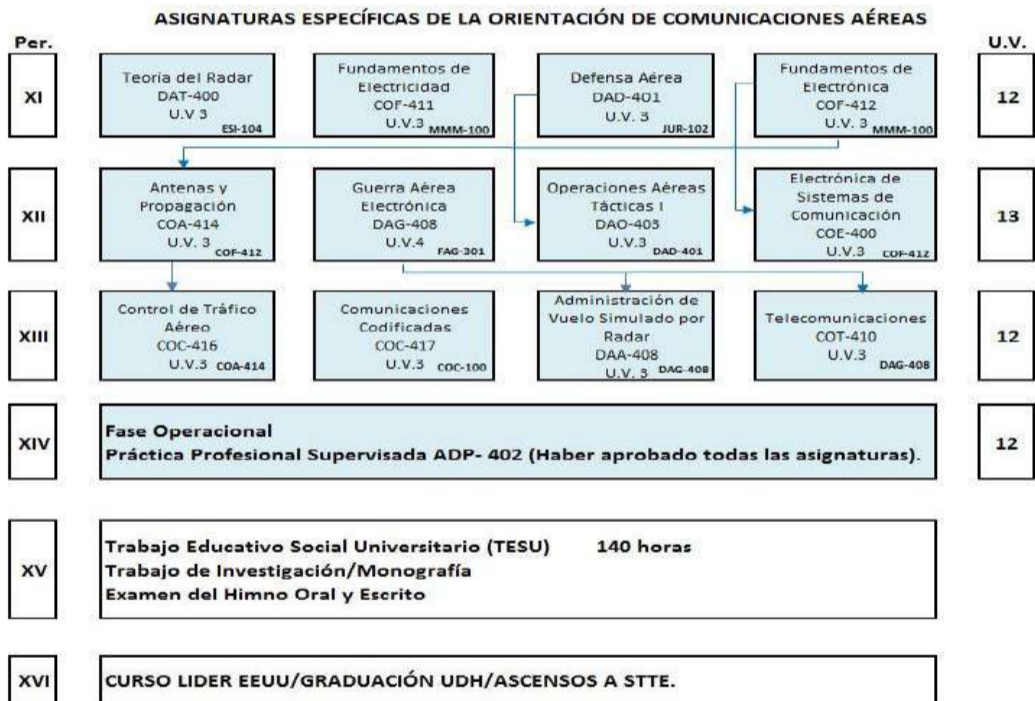 ASIGNATURAS ESPECÍFICAS DE LA ORIENTACIÓN DE COMUNICACIONES AÉREAS
Per.
U.V.
XI
Teoría del Radar
DAT-400
U.V 3
ESI-104
Fundamentos de
Electricidad
COF-411
U.V.3 MMM-100
Defensa Aérea
DAD-401
U.V. 3
JUR-102
Fundamentos de
Electrónica
COF-412
U.V. 3 MMM-100
12
XII
Antenas y
Propagación
COA-414
U.V. 3
COF-412
Guerra Aérea
Electrónica
DAG-408
U.V.4
FAG-301
Operaciones Aéreas
Tácticas I
DAO-403
U.V.3
DAD-401
Electrónica de
Sistemas de
Comunicación
COE-400
U.V.3 COF-412
13
XIII
Control de Tráfico
Aéreo
COC-416
U.V.3 COA-414
Comunicaciones
Codificadas
COC-417
U.V.3 COC-100
Administración de
Vuelo Simulado por
Radar
DAA-408
U.V. 3 DAG-408
Telecomunicaciones
COT-410
U.V.3
DAG-408
12
XIV
Fase Operacional
Práctica Profesional Supervisada ADP- 402 (Haber aprobado todas las asignaturas).
12
XV
Trabajo Educativo Social Universitario (TESU) 140 horas
Trabajo de Investigación/Monografía
Examen del Himno Oral y Escrito
XVI
CURSO LIDER EEUU/GRADUACIÓN UDH/ASCENSOS A STTE.